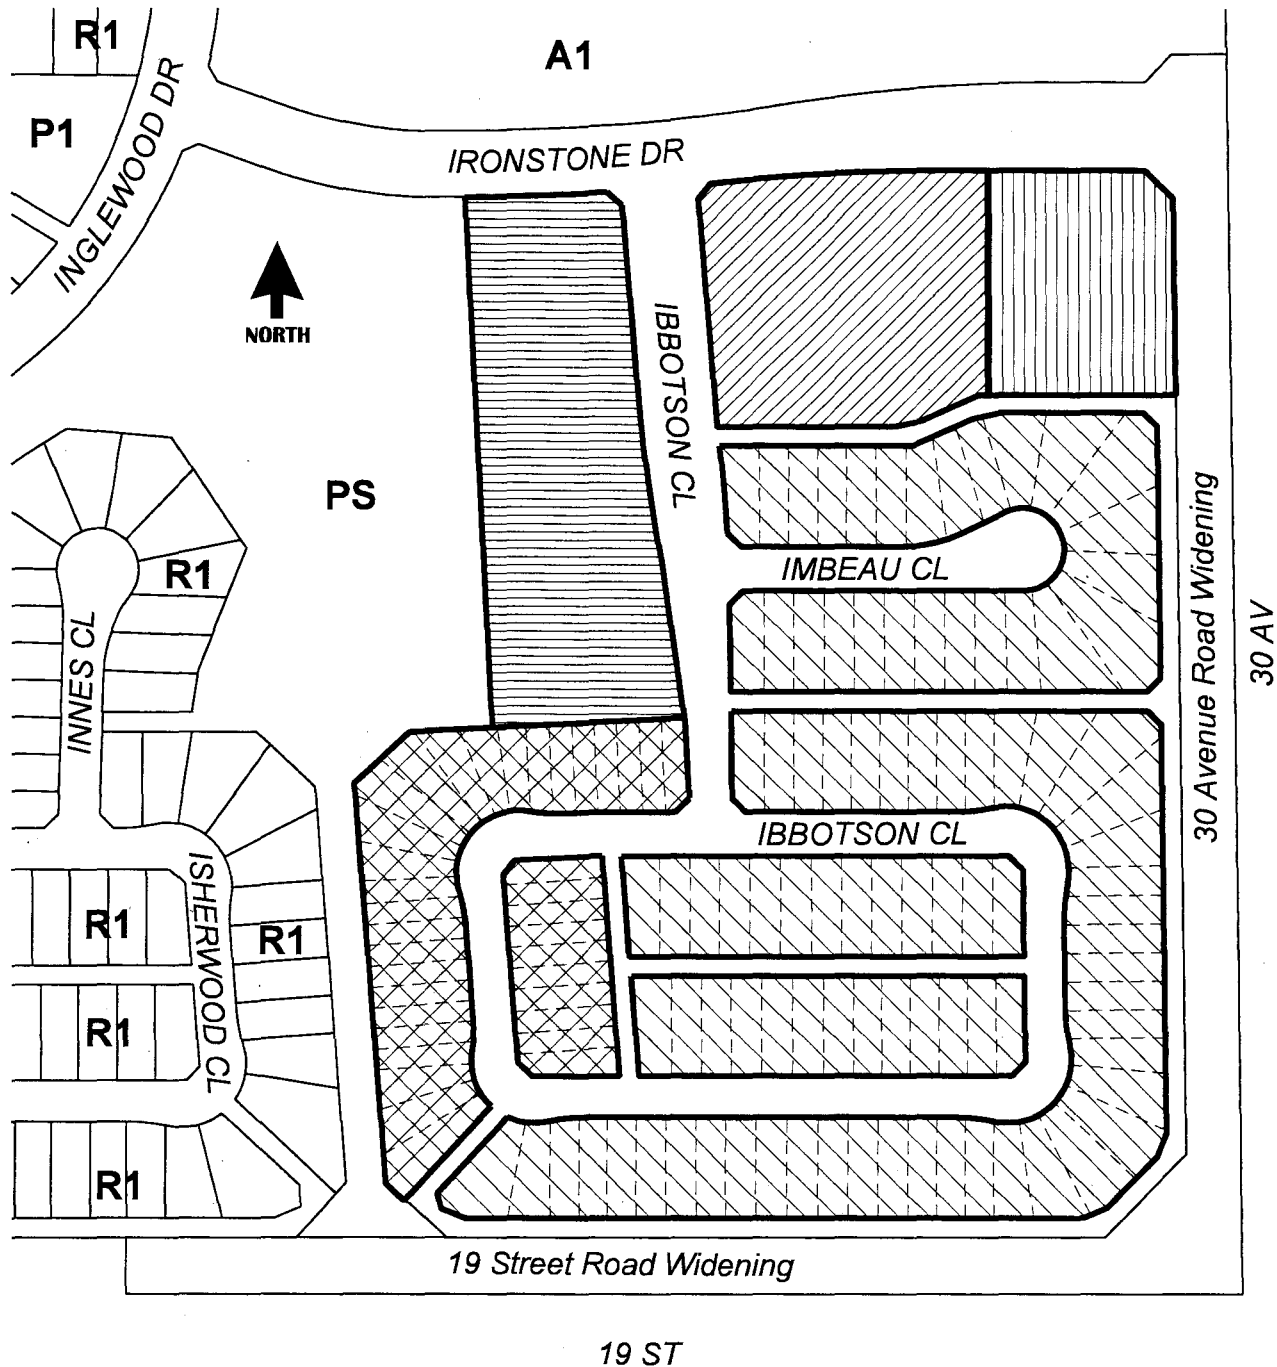 R1
A1
P1
INGLEWOOD DR
IRONSTONE DR
NORTH
IBBOTSON CL
PS
R1
IMBEAU CL
INNES CL
30 Avenue Road Widening
30 AV
IBBOTSON CL
ISHERWOOD CL
R1
R1
R1
R1
19 Street Road Widening
19 ST